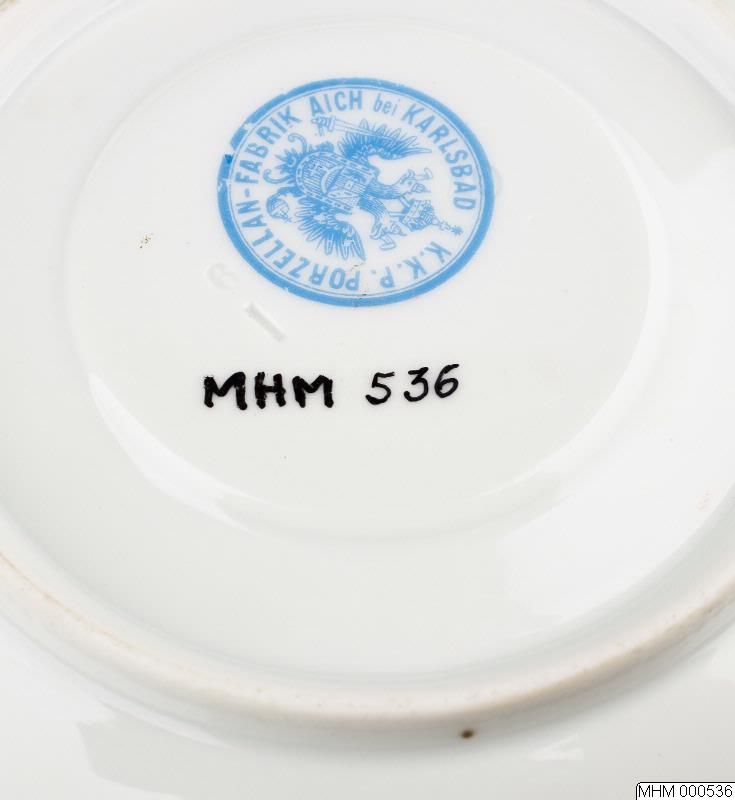 K.K.P. PORZELLAN-FABRIK AICH bei KARLSBAD
MHM 536
MHM 000536